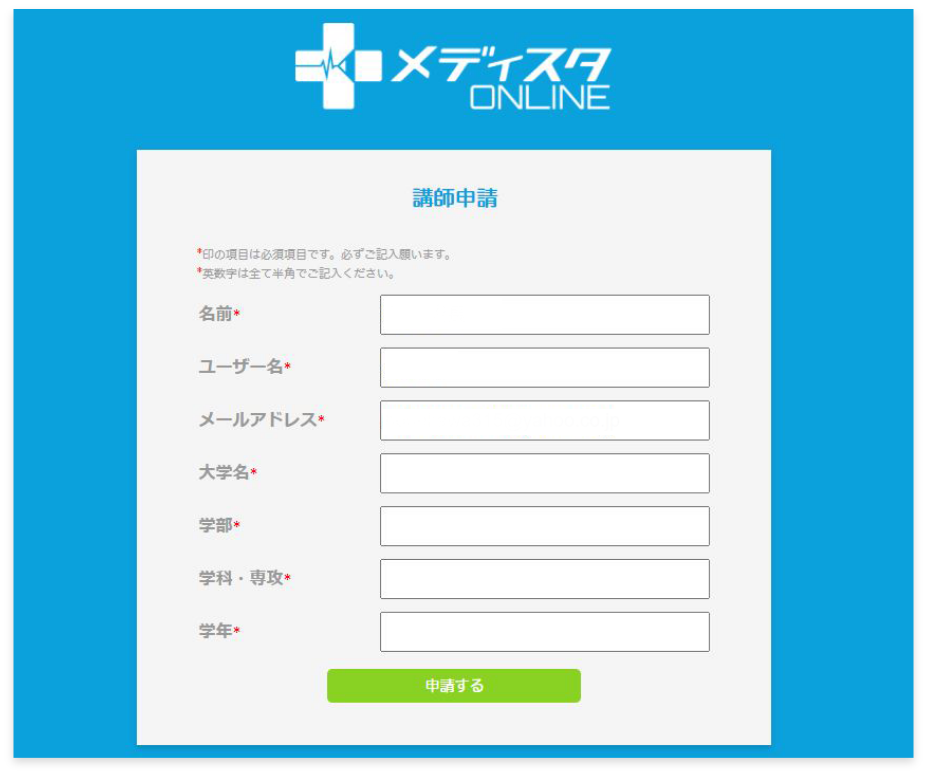 メディスタ
ONLINE
講師申請
*印の項目は必須項目です。必ずご記入願います。
*英数字は全て半角でご記入ください。
名前*
ユーザー名*
メールアドレス*
大学名*
学部*
学科・専攻*
学年*
申請する